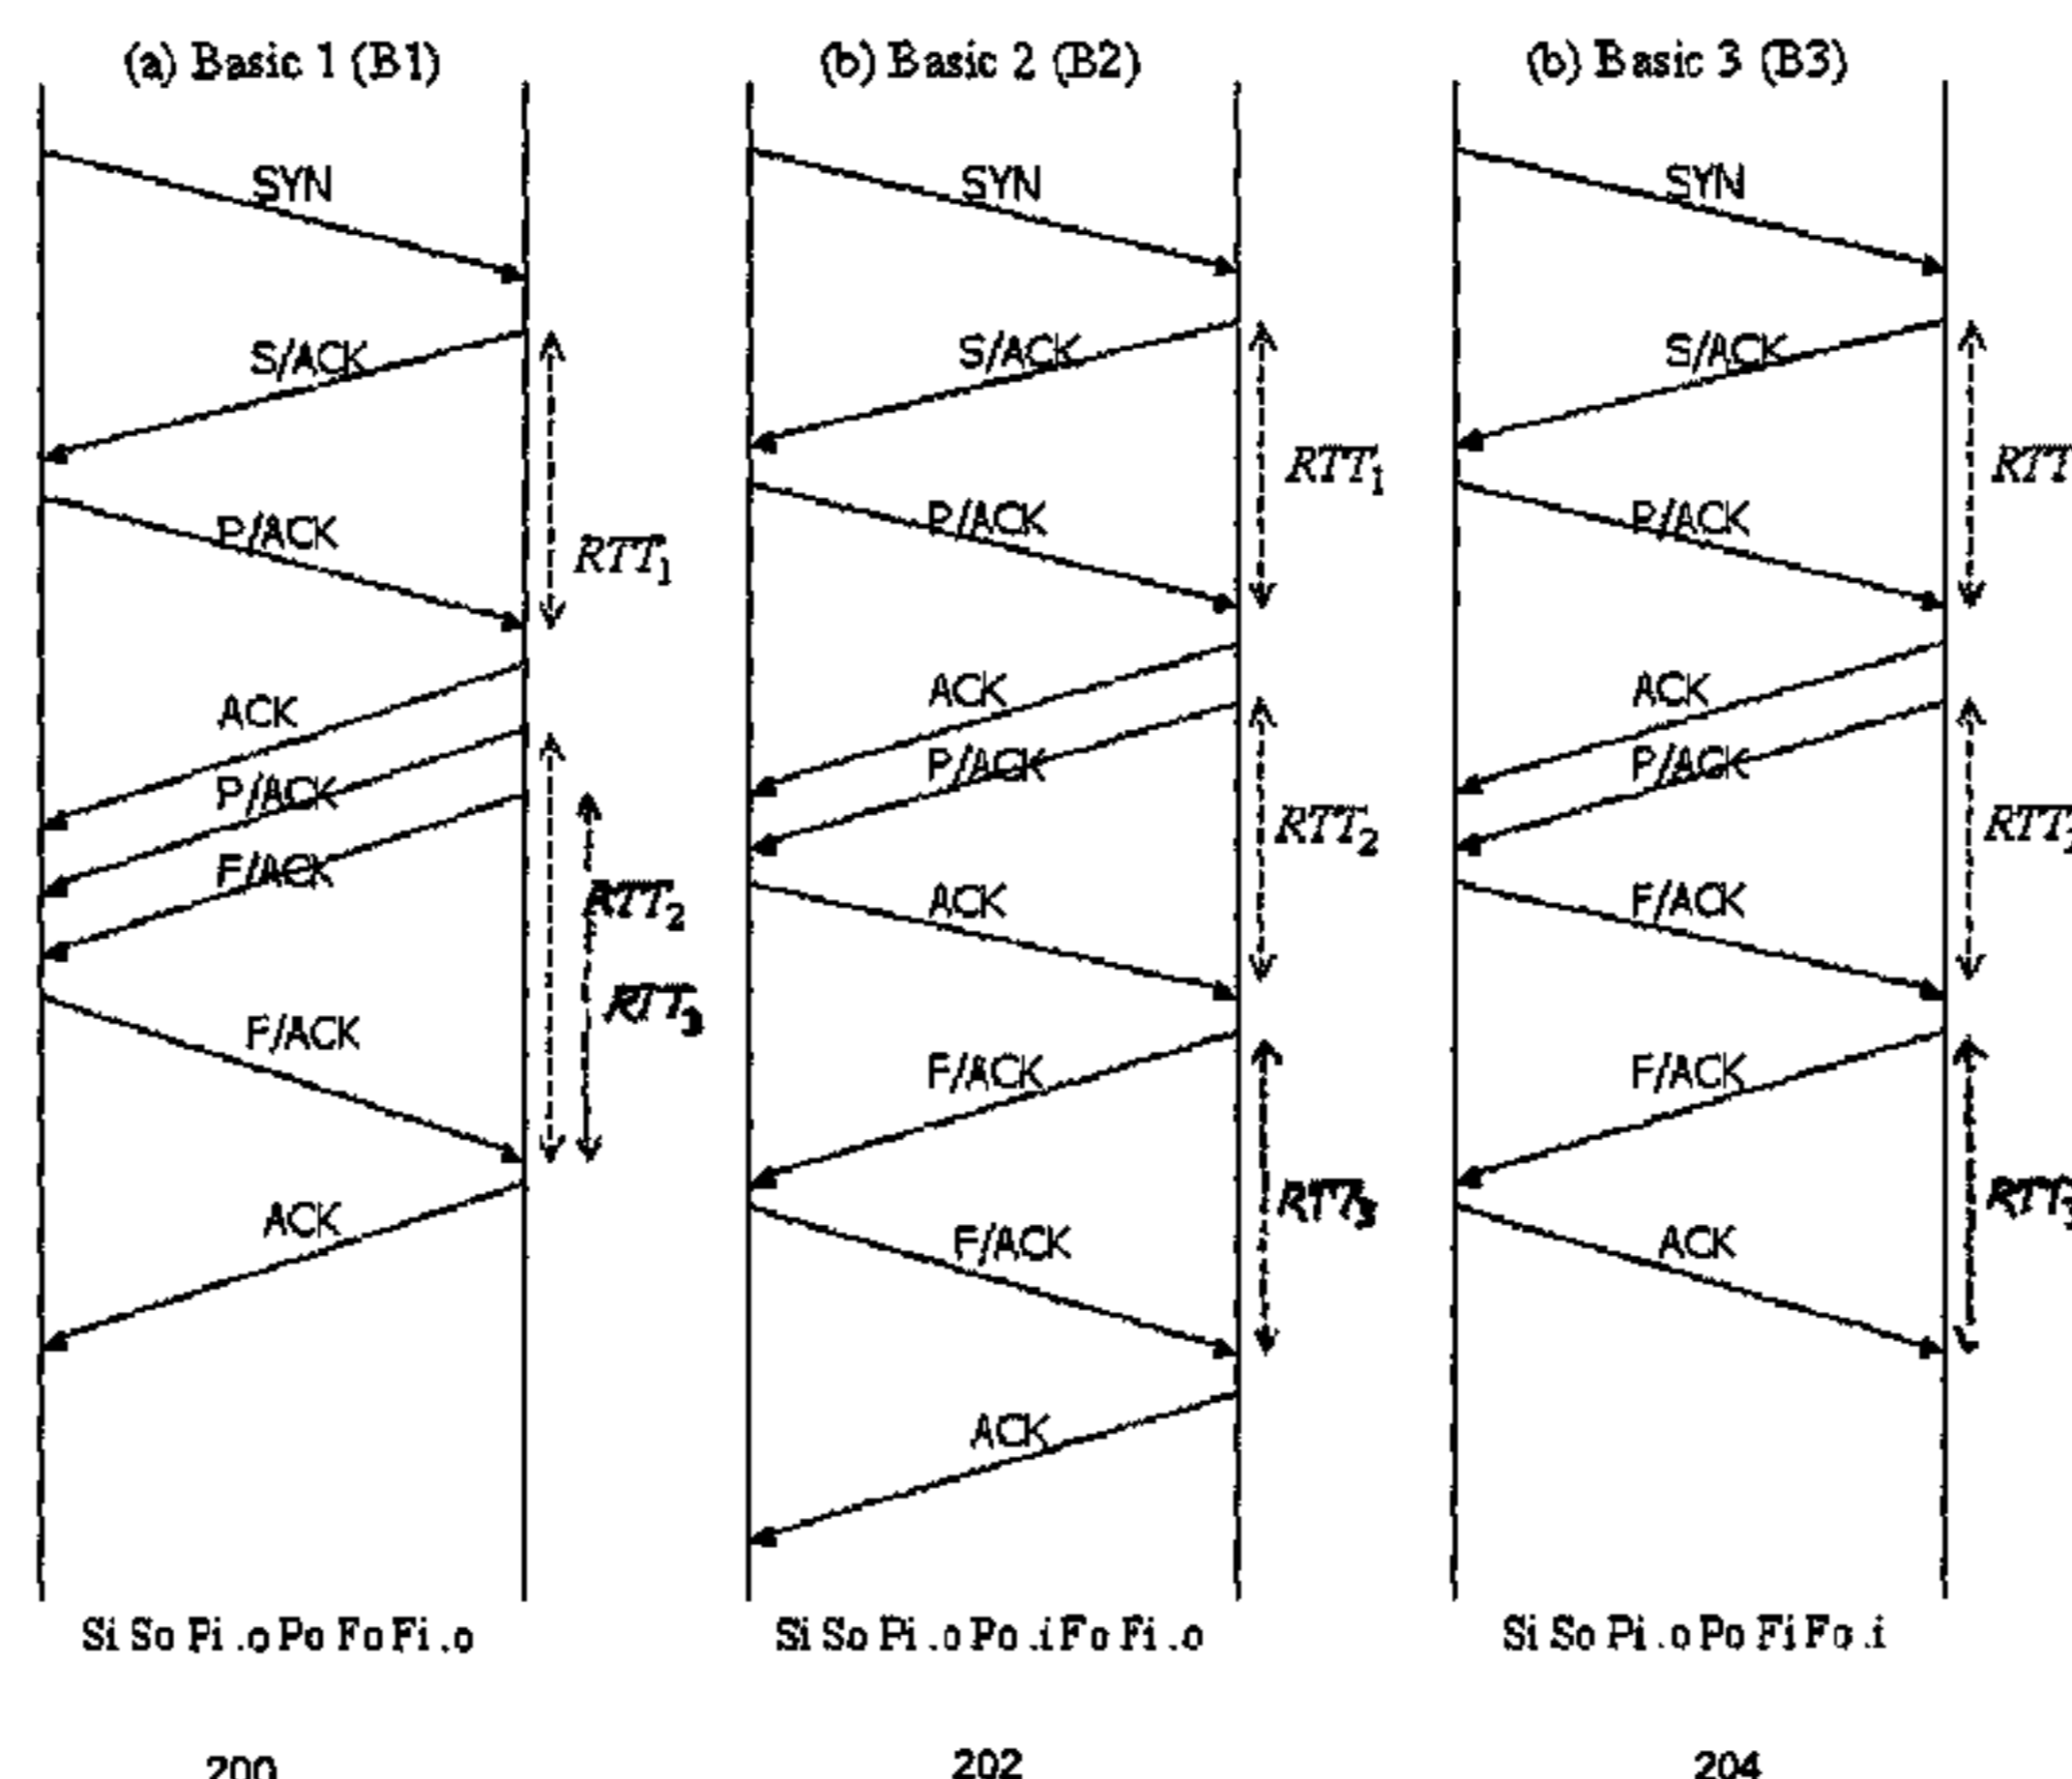 (a) Basic 1 (B1)
SYN
S/ACK
P/ACK
RTT1
ACK
P/ACK
F/ACK
RTT2
RTT3
F/ACK
ACK
Si So Pi .o Po Fo Fi .o
200
(b) Basic 2 (B2)
SYN
S/ACK
RTT1
P/ACK
ACK
P/ACK
RTT2
ACK
F/ACK
RTT3
F/ACK
ACK
Si So Pi .o Po .i Fo Fi .o
202
(b) Basic 3 (B3)
SYN
S/ACK
RTT
P/ACK
ACK
P/ACK
RTT2
F/ACK
F/ACK
RTT3
ACK
Si So Pi .o Po Fi Fo .i
204